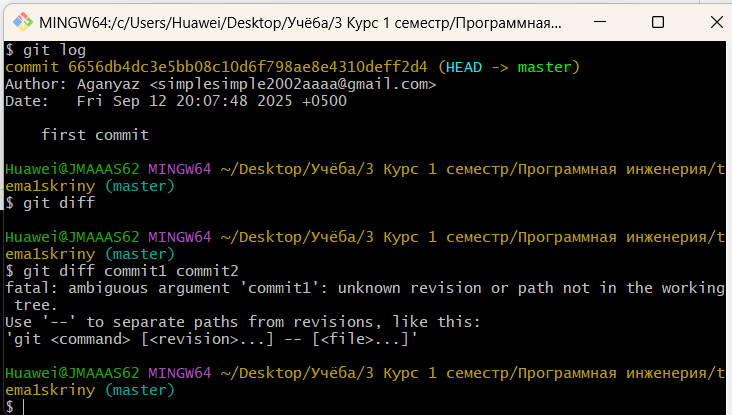 MINGW64:/c/Users/Huawei/Desktop/Учёба/3 Курс 1 семестр/Программная...
$ git log
commit 6656db4dc3e5bb08c10d6f798ae8e4310deff2d4 (HEAD -> master)
Author: Aganyaz <simplesimple2002aaaa@gmail.com>
Date:   Fri Sep 12 20:07:48 2025 +0500
    first commit
Huawei@JMAAAS62 MINGW64 ~/Desktop/Учёба/3 Курс 1 семестр/Программная инженерия/t
ema1skriny (master)
$ git diff
Huawei@JMAAAS62 MINGW64 ~/Desktop/Учёба/3 Курс 1 семестр/Программная инженерия/t
ema1skriny (master)
$ git diff commit1 commit2
fatal: ambiguous argument 'commit1': unknown revision or path not in the working
 tree.
Use '--' to separate paths from revisions, like this:
'git <command> [<revision>...] -- [<file>...]'
Huawei@JMAAAS62 MINGW64 ~/Desktop/Учёба/3 Курс 1 семестр/Программная инженерия/t
ema1skriny (master)
$